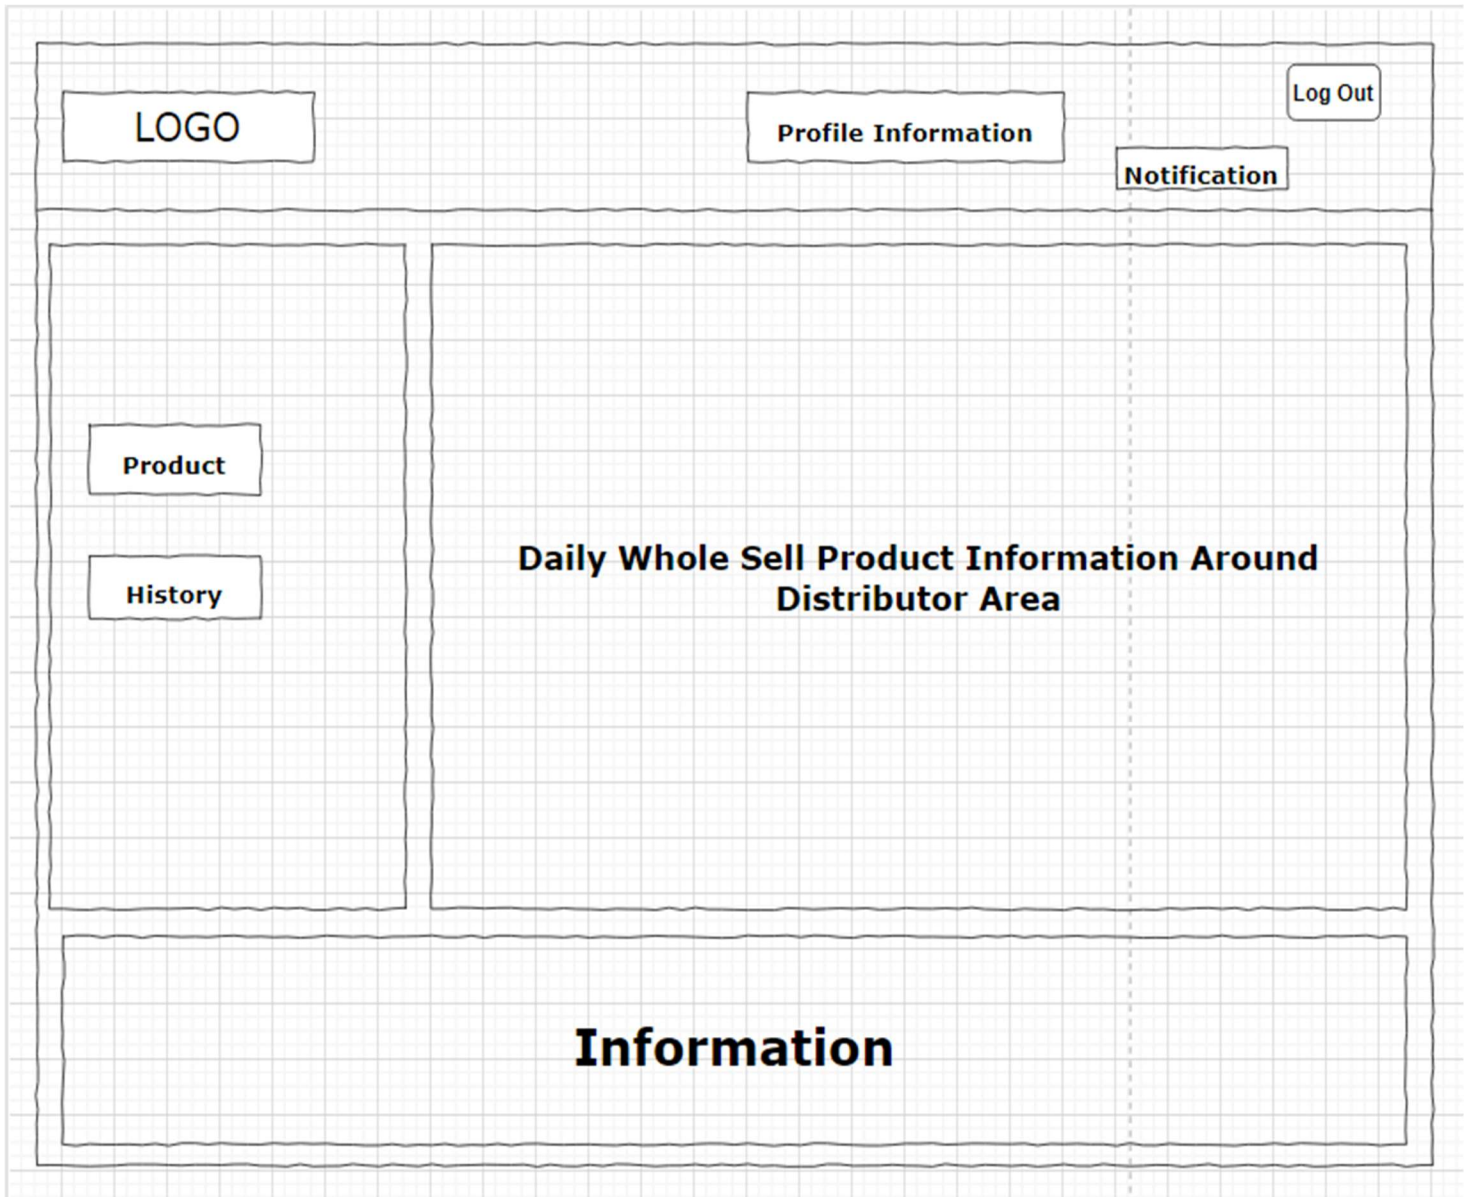 LOGO
Profile Information
Log Out
Notification
Product
History
Daily Whole Sell Product Information Around
Distributor Area
Information